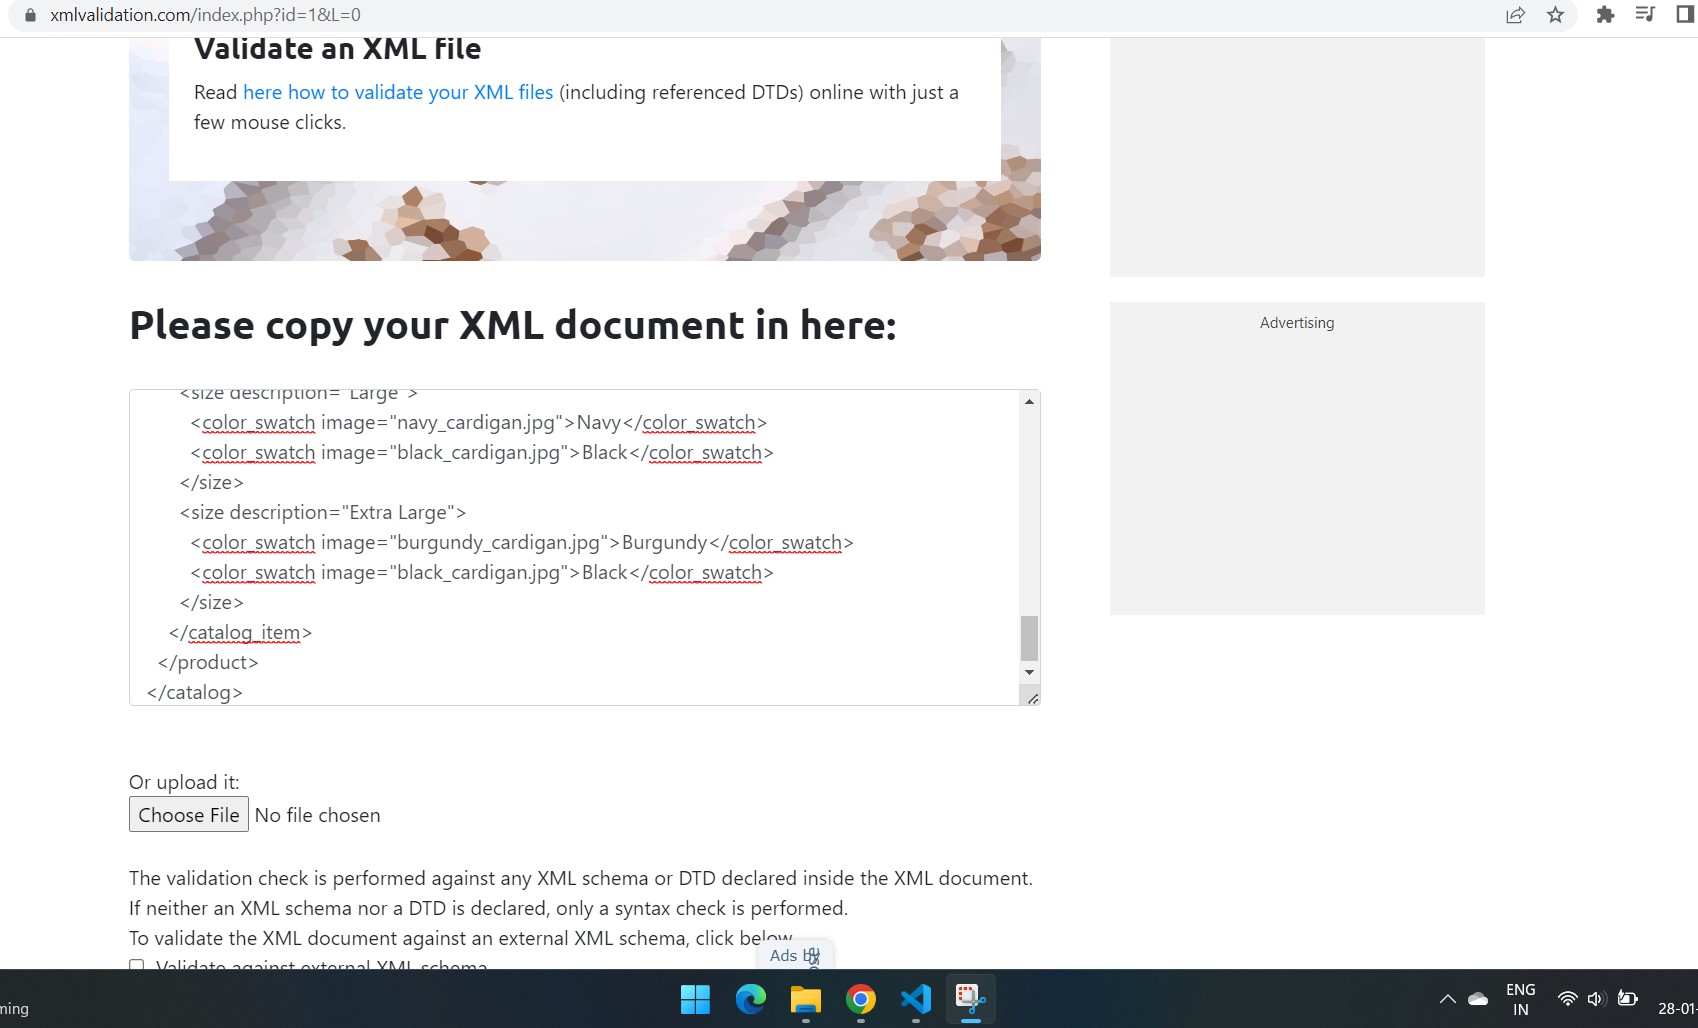 xmlvalidation.com/index.php?id=1&L=0
Validate an XML file
Read here how to validate your XML files (including referenced DTDs) online with just a
few mouse clicks.
Please copy your XML document in here:
<size description="Large">
<color_swatch image="navy_cardigan.jpg">Navy</color_swatch>
<color_swatch image="black_cardigan.jpg">Black</color_swatch>
</size>
<size description="Extra Large">
<color_swatch image="burgundy_cardigan.jpg">Burgundy</color_swatch>
<color_swatch image="black_cardigan.jpg">Black</color_swatch>
</size>
</catalog_item>
</product>
</catalog>
Advertising
Or upload it:
Choose File No file chosen
The validation check is performed against any XML schema or DTD declared inside the XML document.
If neither an XML schema nor a DTD is declared, only a syntax check is performed.
To validate the XML document against an external XML schema, click below.
Validate against external XML schema
Ads by
ming
ENG
IN
28-01-